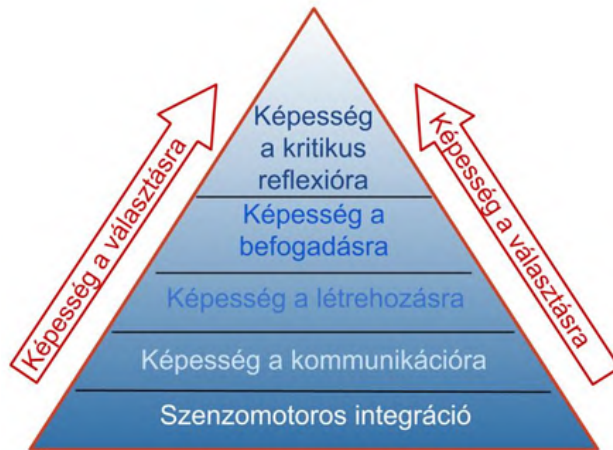 Képesség
a kritikus
reflexióra
Képesség a
befogadásra
Képesség a létrehozásra
Képesség a kommunikációra
Szenzomotoros integráció
Képesség a választásra
Képesség a választásra